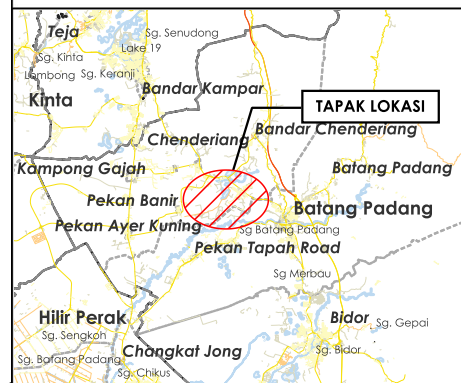 Teja
Sg. Senudong
Lake 19
Sg. Kinta
Lombong
Sg. Keranji
Kinta
Bandar Kampar
TAPAK LOKASI
Chenderiang
Bandar Chenderiang
Kampong Gajah
Batang Padang
Pekan Banir
Batang Padang
Pekan Ayer Kuning
Sg Batang Padang
Pekan Tapah Road
Sg Merbau
Hilir Perak
Bidor
Sg. Gepai
Sg. Sengkoh
Sg. Batang Padang
Changkat Jong
Sg. Bidor
Sg. Chikus